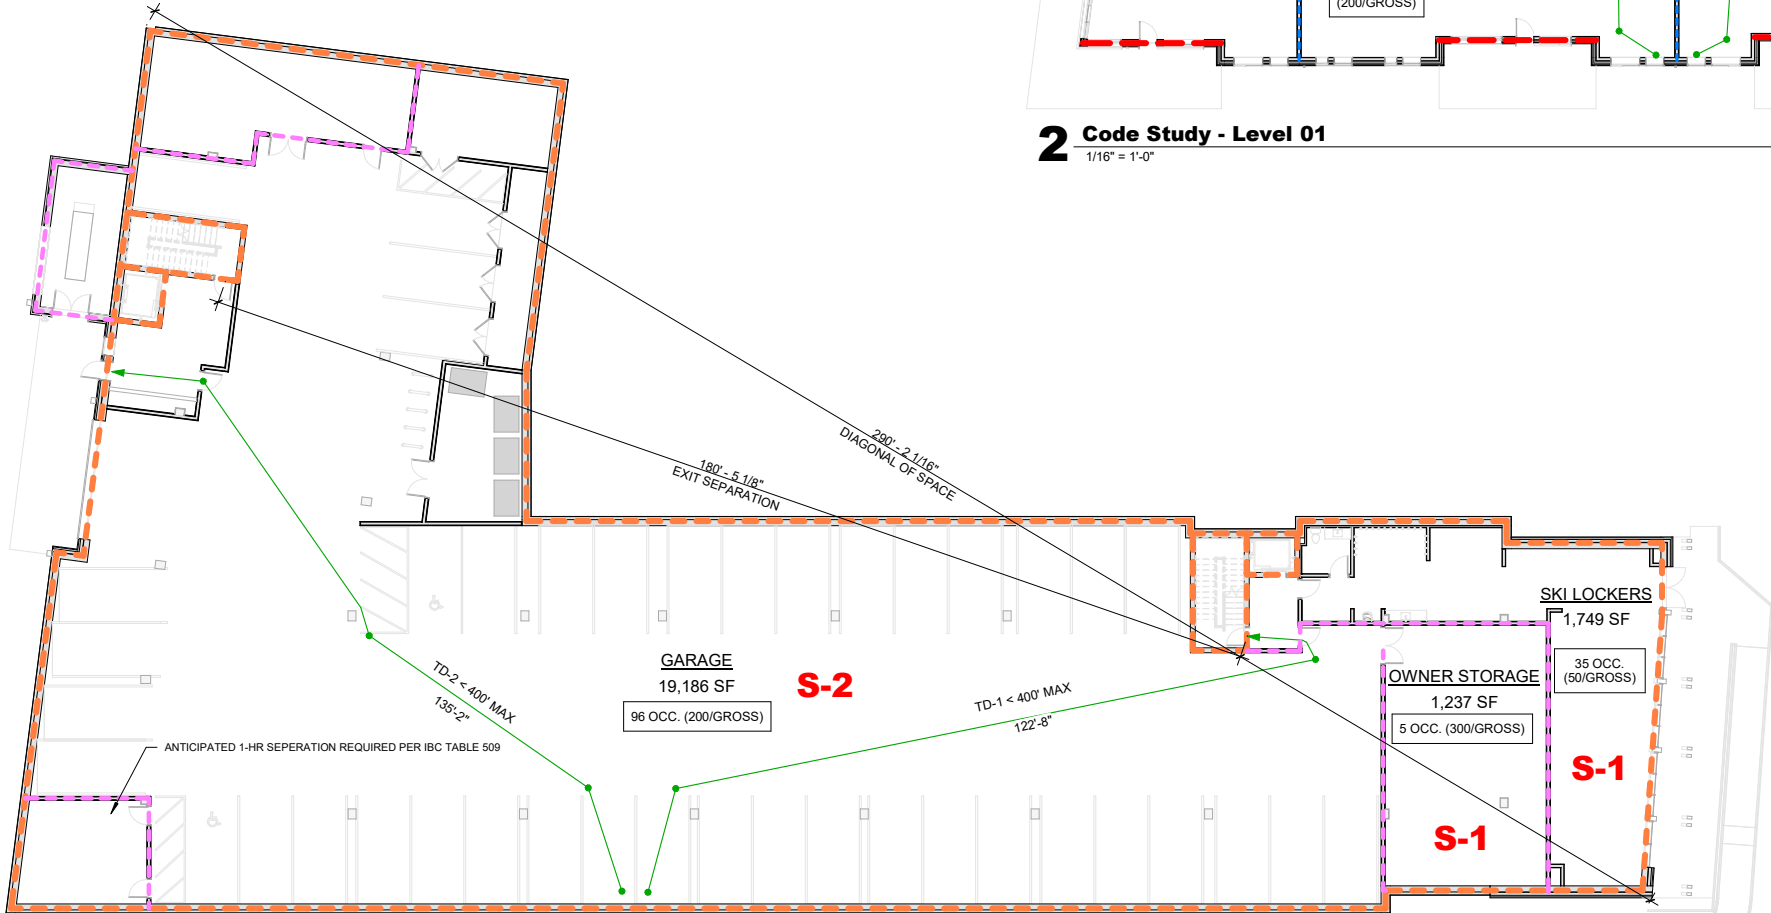 (200/GROSS)
2 Code Study - Level 01
1/16" = 1'-0"
290' - 2 1/16"
DIAGONAL OF SPACE
180' - 5 1/8"
EXIT SEPARATION
GARAGE
19,186 SF
96 OCC. (200/GROSS)
S-2
TD-2 < 400' MAX
135'-2"
TD-1 < 400' MAX
122'-8"
SKI LOCKERS
1,749 SF
35 OCC.
(50/GROSS)
S-1
OWNER STORAGE
1,237 SF
5 OCC. (300/GROSS)
S-1
ANTICIPATED 1-HR SEPERATION REQUIRED PER IBC TABLE 509